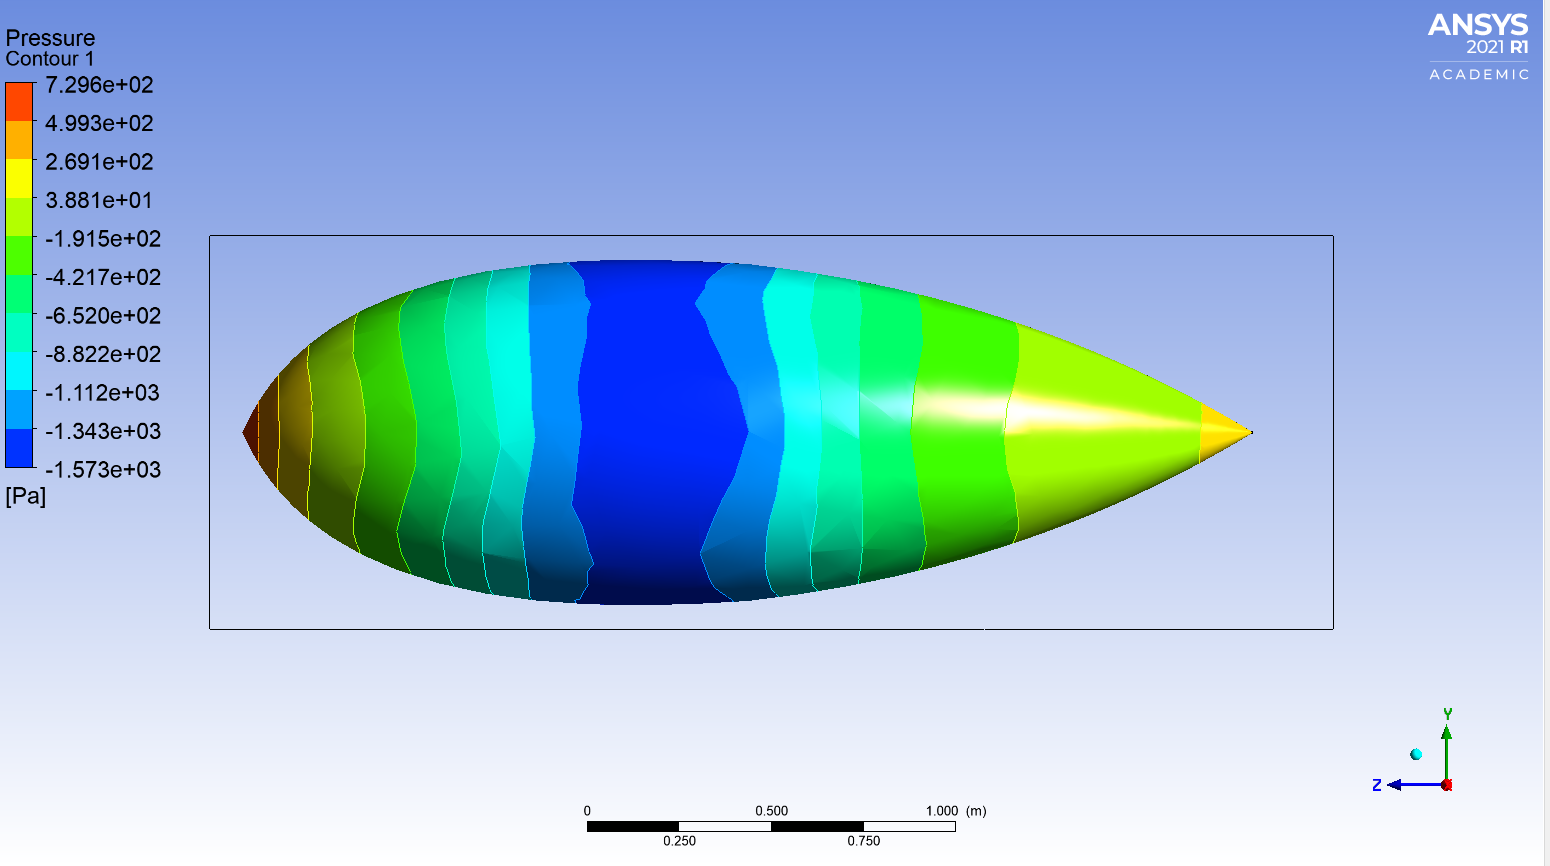 Pressure
Contour 1
7.296e+02
4.993e+02
2.691e+02
3.881e+01
-1.915e+02
-4.217e+02
-6.520e+02
-8.822e+02
-1.112e+03
-1.343e+03
-1.573e+03
[Pa]
ANSYS
2021 R1
ACADEMIC
Y
Z
0 0.500 1.000 (m)
0.250 0.750